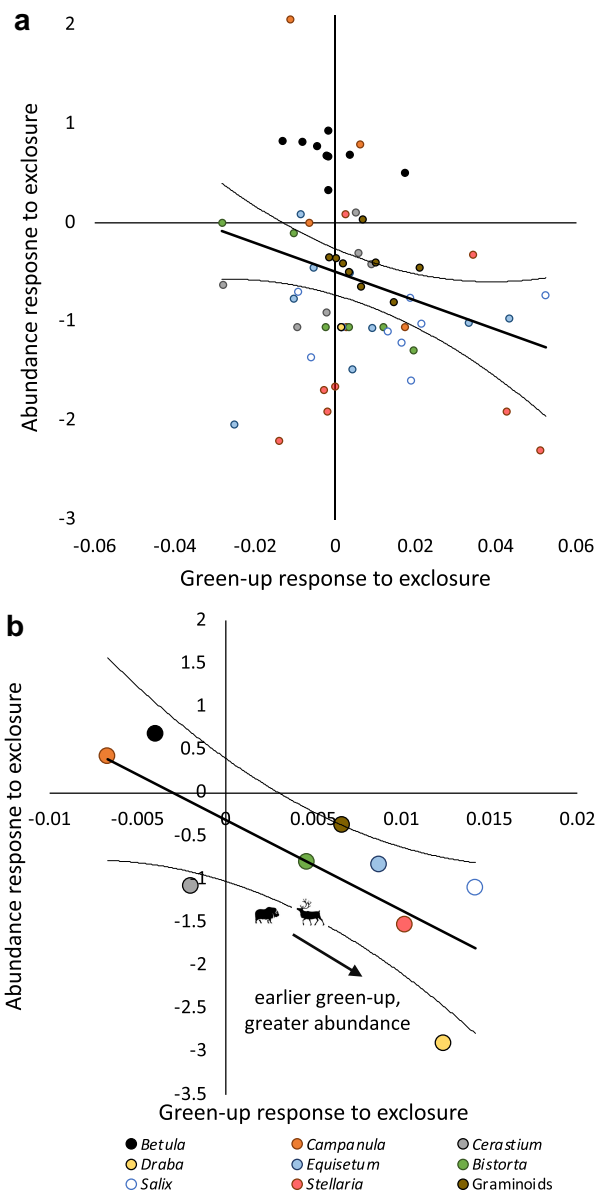 a
2
1
0
-1
-2
-3
Abundance resposne to exclosure
-0.06 -0.04 -0.02 0 0.02 0.04 0.06
Green-up response to exclosure
b
2
1.5
1
0.5
0
-0.01 -0.005 0 0.005 0.01 0.015 0.02
-0.5
-1
-1.5
-2
-2.5
-3
-3.5
Abundance resposne to exclosure
earlier green-up,
greater abundance
Green-up response to exclosure
Betula Campanula Cerastium
Draba Equisetum Bistorta
Salix Stellaria Graminoids